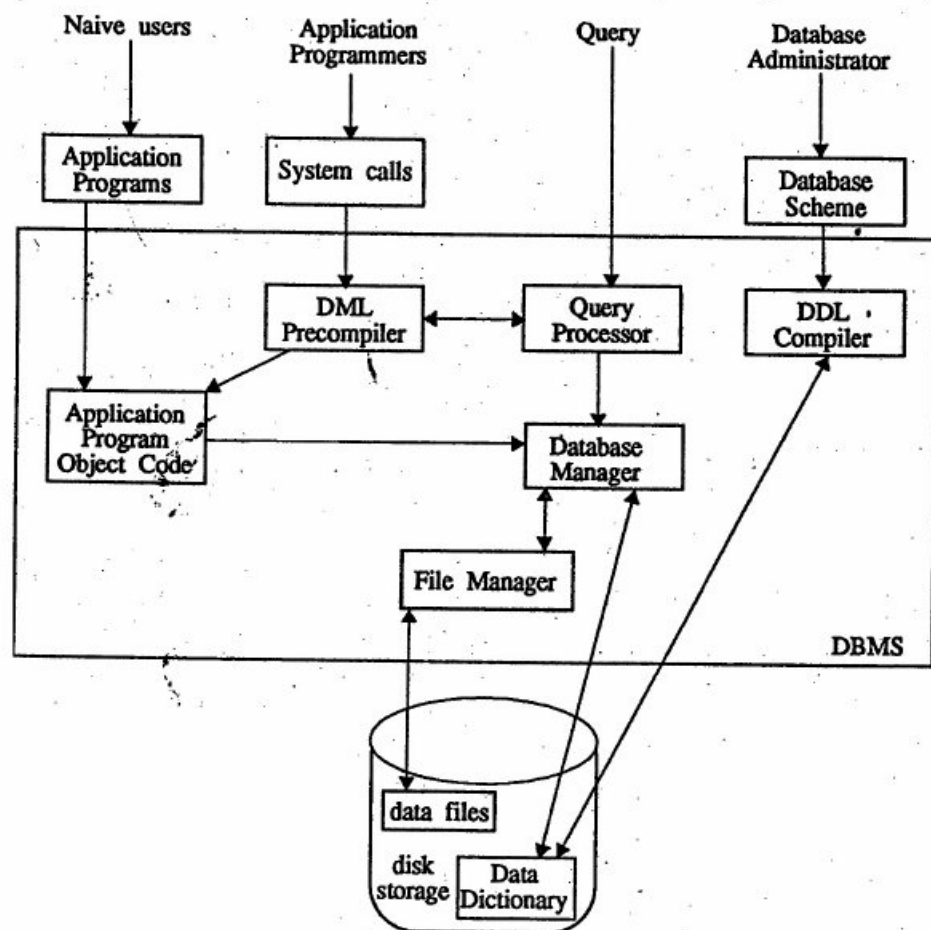 Naive users
Application
Programmers
Query
Database
Administrator
Application
Programs
System calls
Database
Scheme
DML
Precompiler
Query
Processor
DDL
Compiler
Application
Program
Object Code
Database
Manager
File Manager
DBMS
data files
disk
storage
Data
Dictionary